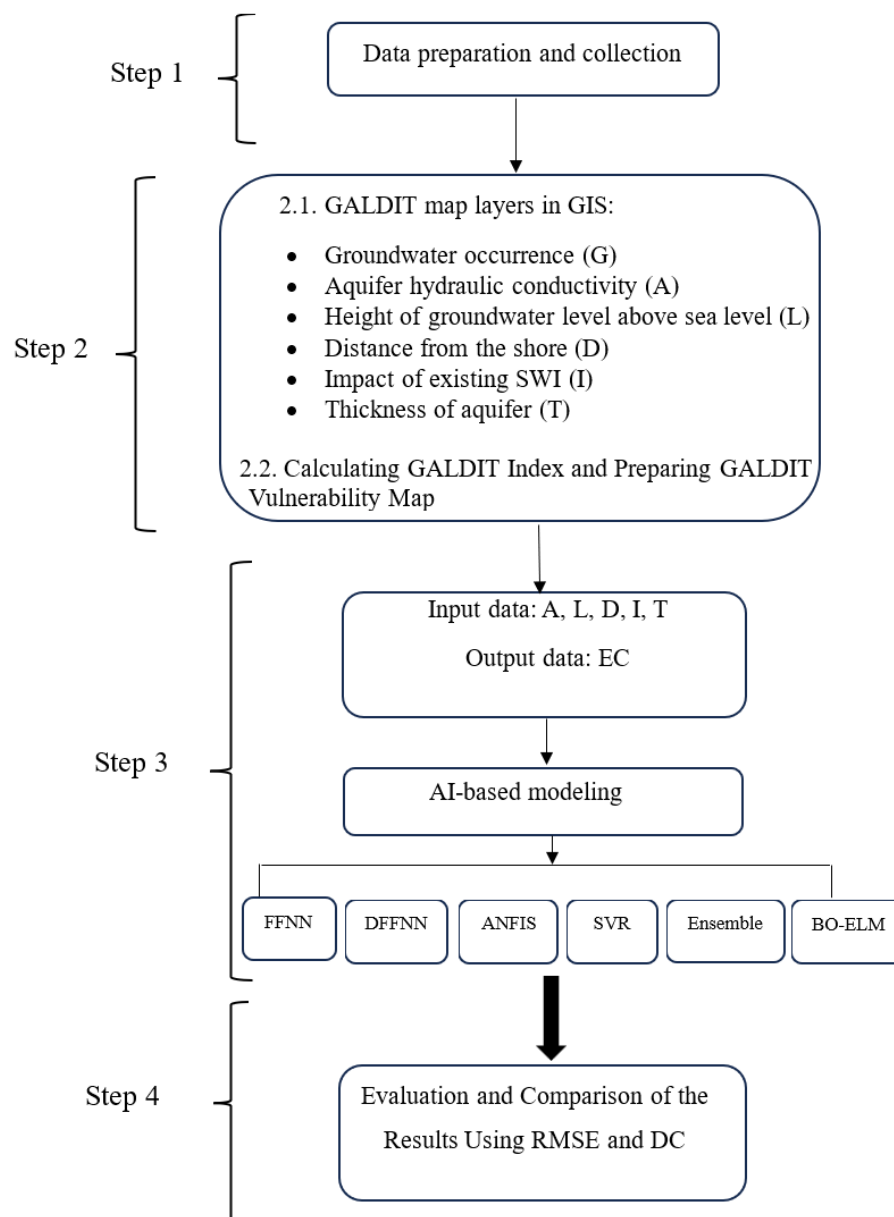 Step 1
Data preparation and collection
Step 2
2.1. GALDIT map layers in GIS:
• Groundwater occurrence (G)
• Aquifer hydraulic conductivity (A)
• Height of groundwater level above sea level (L)
• Distance from the shore (D)
• Impact of existing SWI (I)
• Thickness of aquifer (T)
2.2. Calculating GALDIT Index and Preparing GALDIT
Vulnerability Map
Step 3
Input data: A, L, D, I, T
Output data: EC
AI-based modeling
FFNN
DFFNN
ANFIS
SVR
Ensemble
BO-ELM
Step 4
Evaluation and Comparison of the
Results Using RMSE and DC